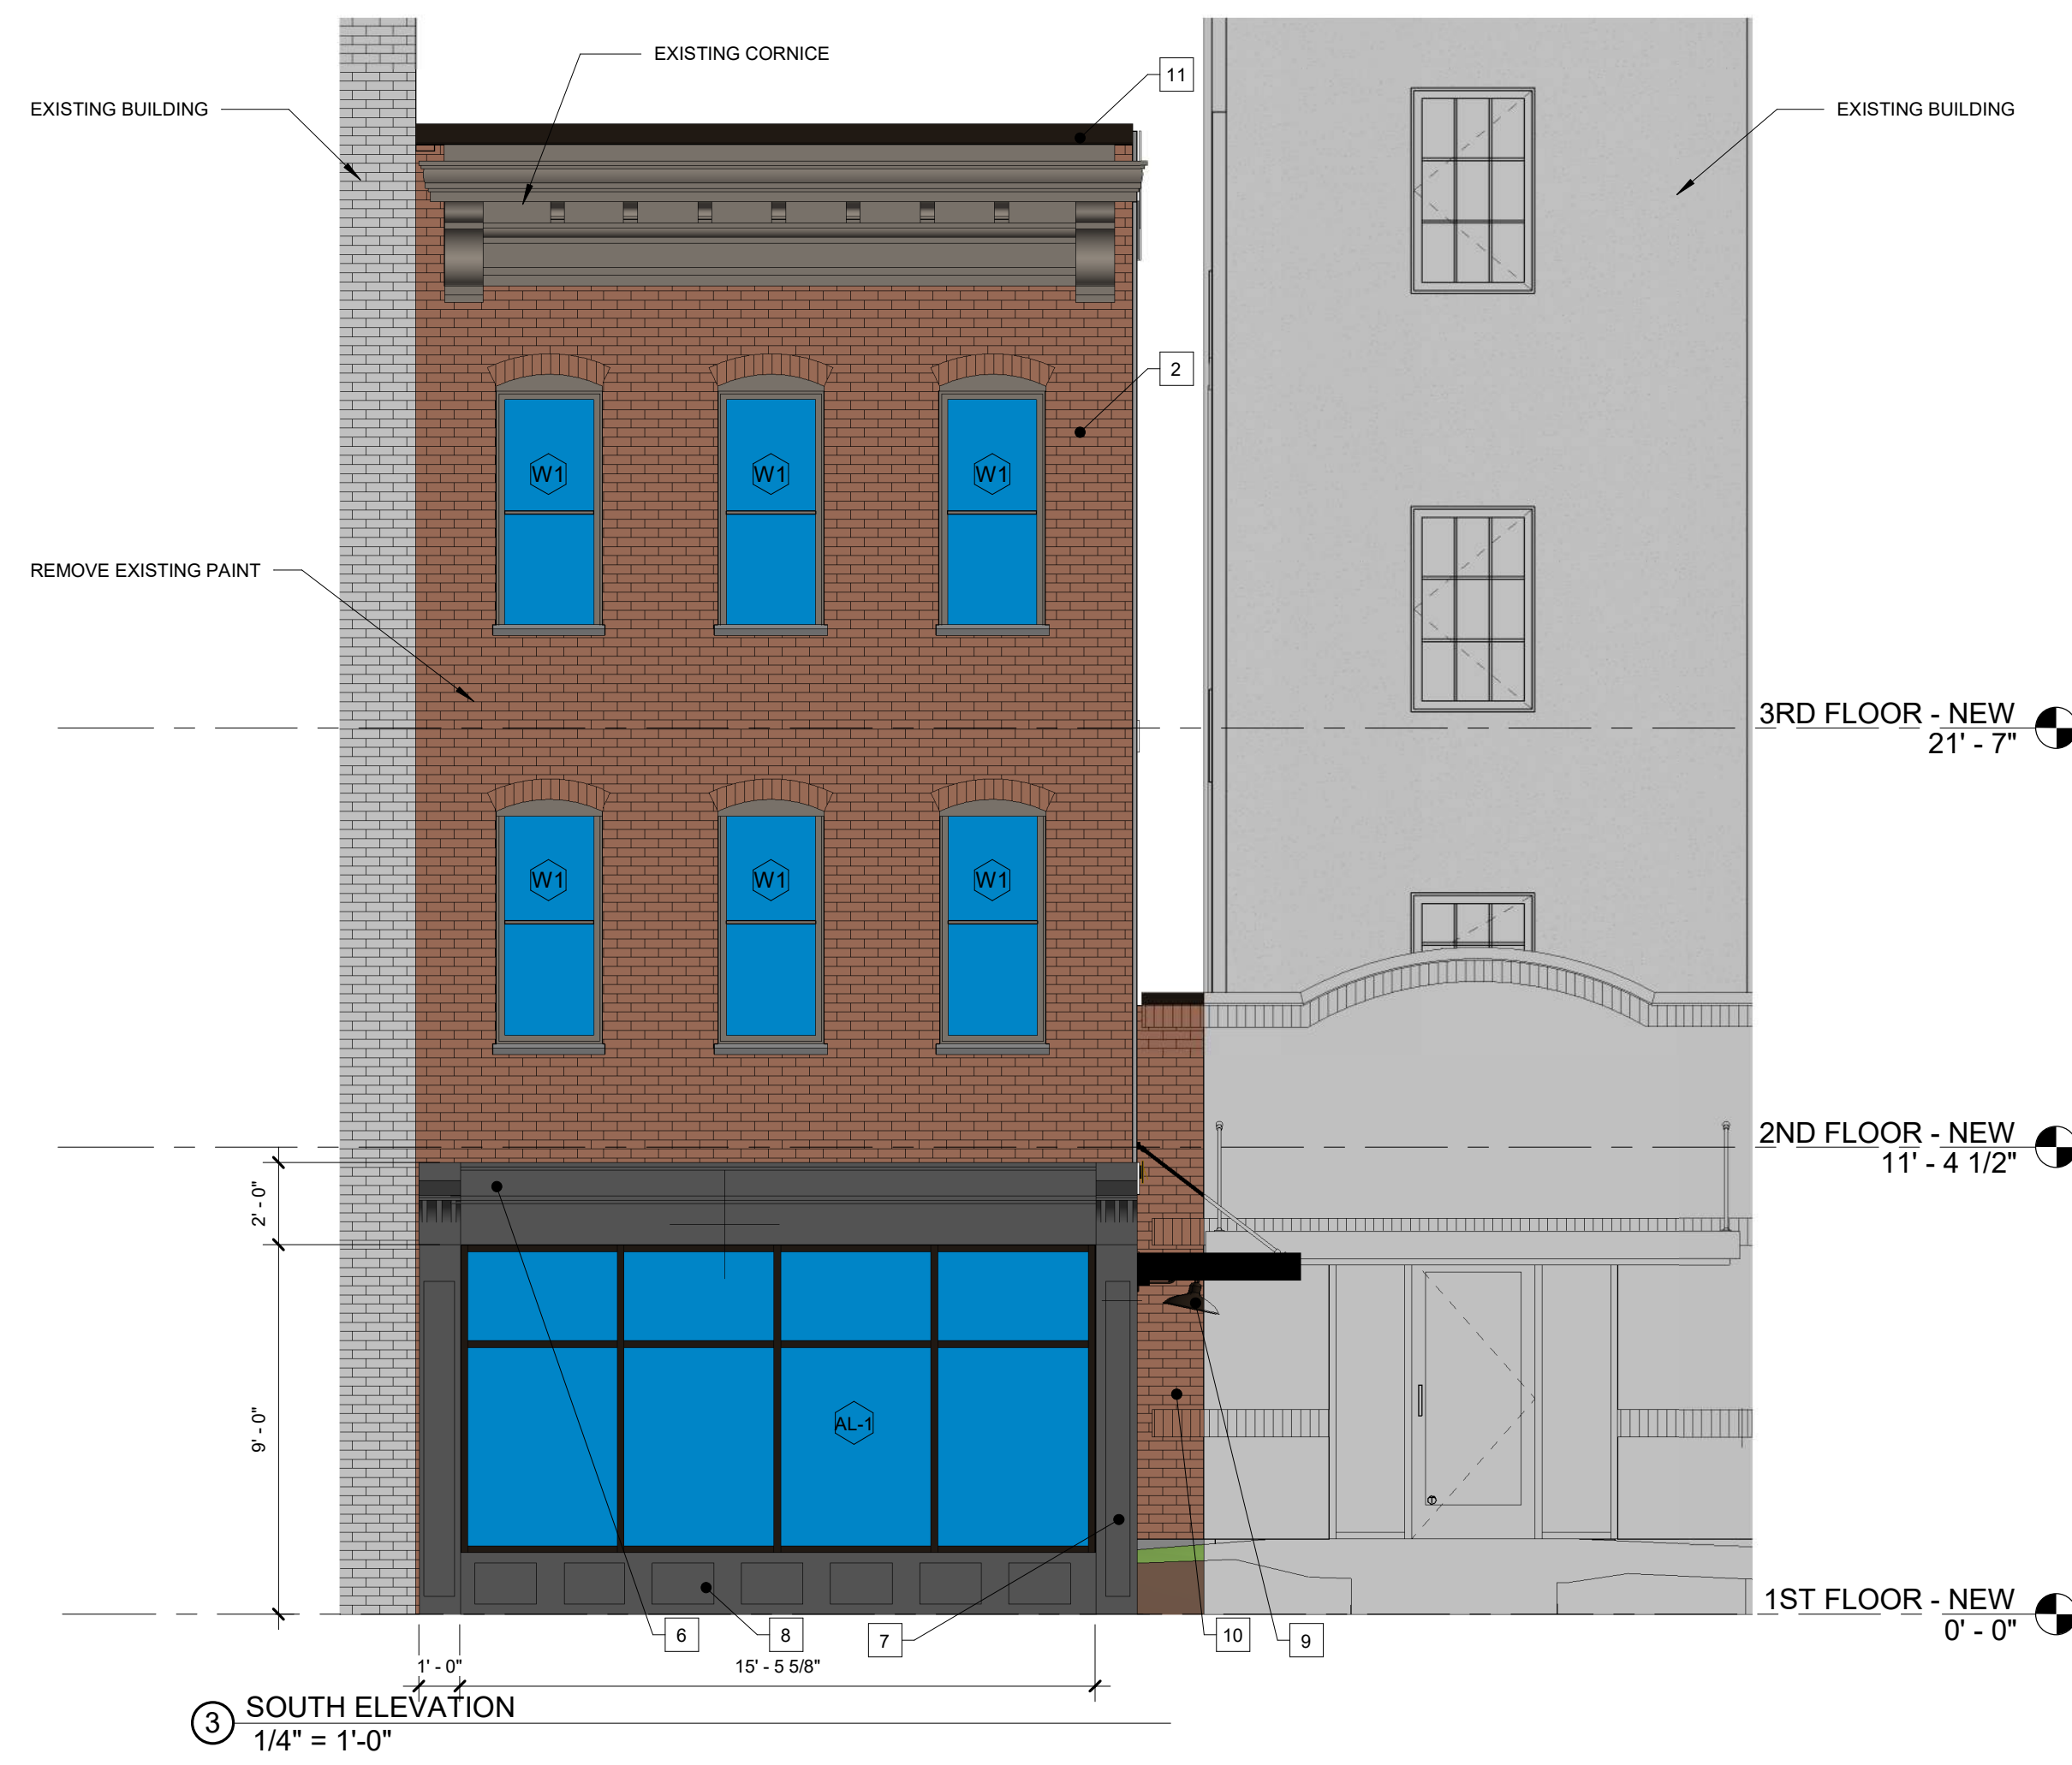 EXISTING CORNICE
11
EXISTING BUILDING
EXISTING BUILDING
2
W1
W1
W1
REMOVE EXISTING PAINT
3RD FLOOR - NEW
21' - 7"
W1
W1
W1
2ND FLOOR - NEW
11' - 4 1/2"
2' - 0"
9' - 0"
AL-1
1ST FLOOR - NEW
0' - 0"
6
8
7
10
9
1' - 0"
15' - 5 5/8"
3
SOUTH ELEVATION
1/4" = 1'-0"